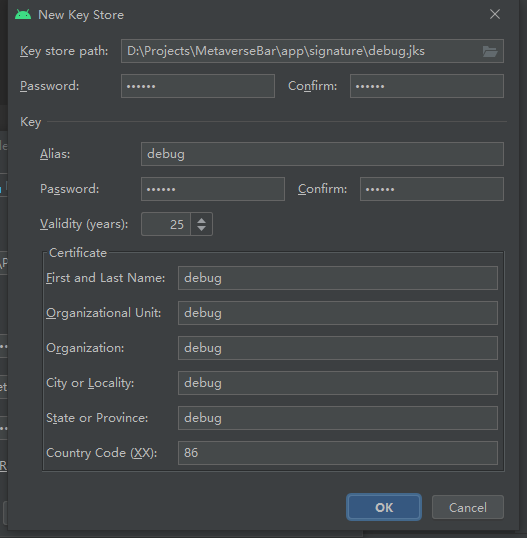 New Key Store
Key store path: D:\Projects\MetaverseBar\app\signature\debug.jks
Password: •••••• Confirm: ••••••
Key
Alias: debug
Password: •••••• Confirm: ••••••
Validity (years): 25
Certificate
First and Last Name: debug
Organizational Unit: debug
Organization: debug
City or Locality: debug
State or Province: debug
Country Code (XX): 86
OK Cancel